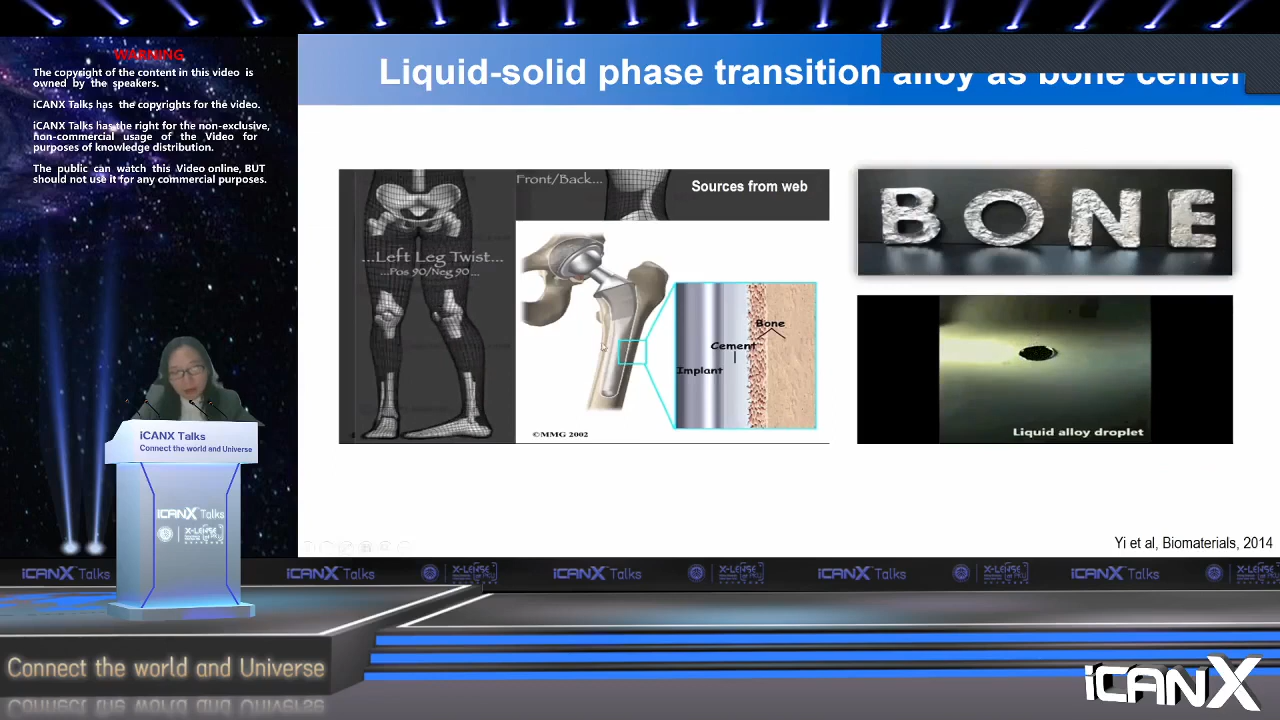 WARNING
The copyright of the content in this video is
owned by the speakers.
iCANX Talks has the copyrights for the video.
iCANX Talks has the right for the non-exclusive,
non-commercial usage of the Video for
purposes of knowledge distribution.
The public can watch this Video online, BUT
should not use it for any commercial purposes.
Liquid-solid phase transition alloy as bone cemen
Front/Back...
Sources from web
...Left Leg Twist...
...Pos 90/Neg 90...
Bone
Cement
Implant
©MMG 2002
BONE
Liquid alloy droplet
Yi et al, Biomaterials, 2014
iCANX Talks
Connect the world and Universe
iCANX Talks
X-LENSE
iCANX Talks
iCANX Talks
iCANX Talks
iCANX Talks
iCANX Talks
Connect the world and Universe
iCANX